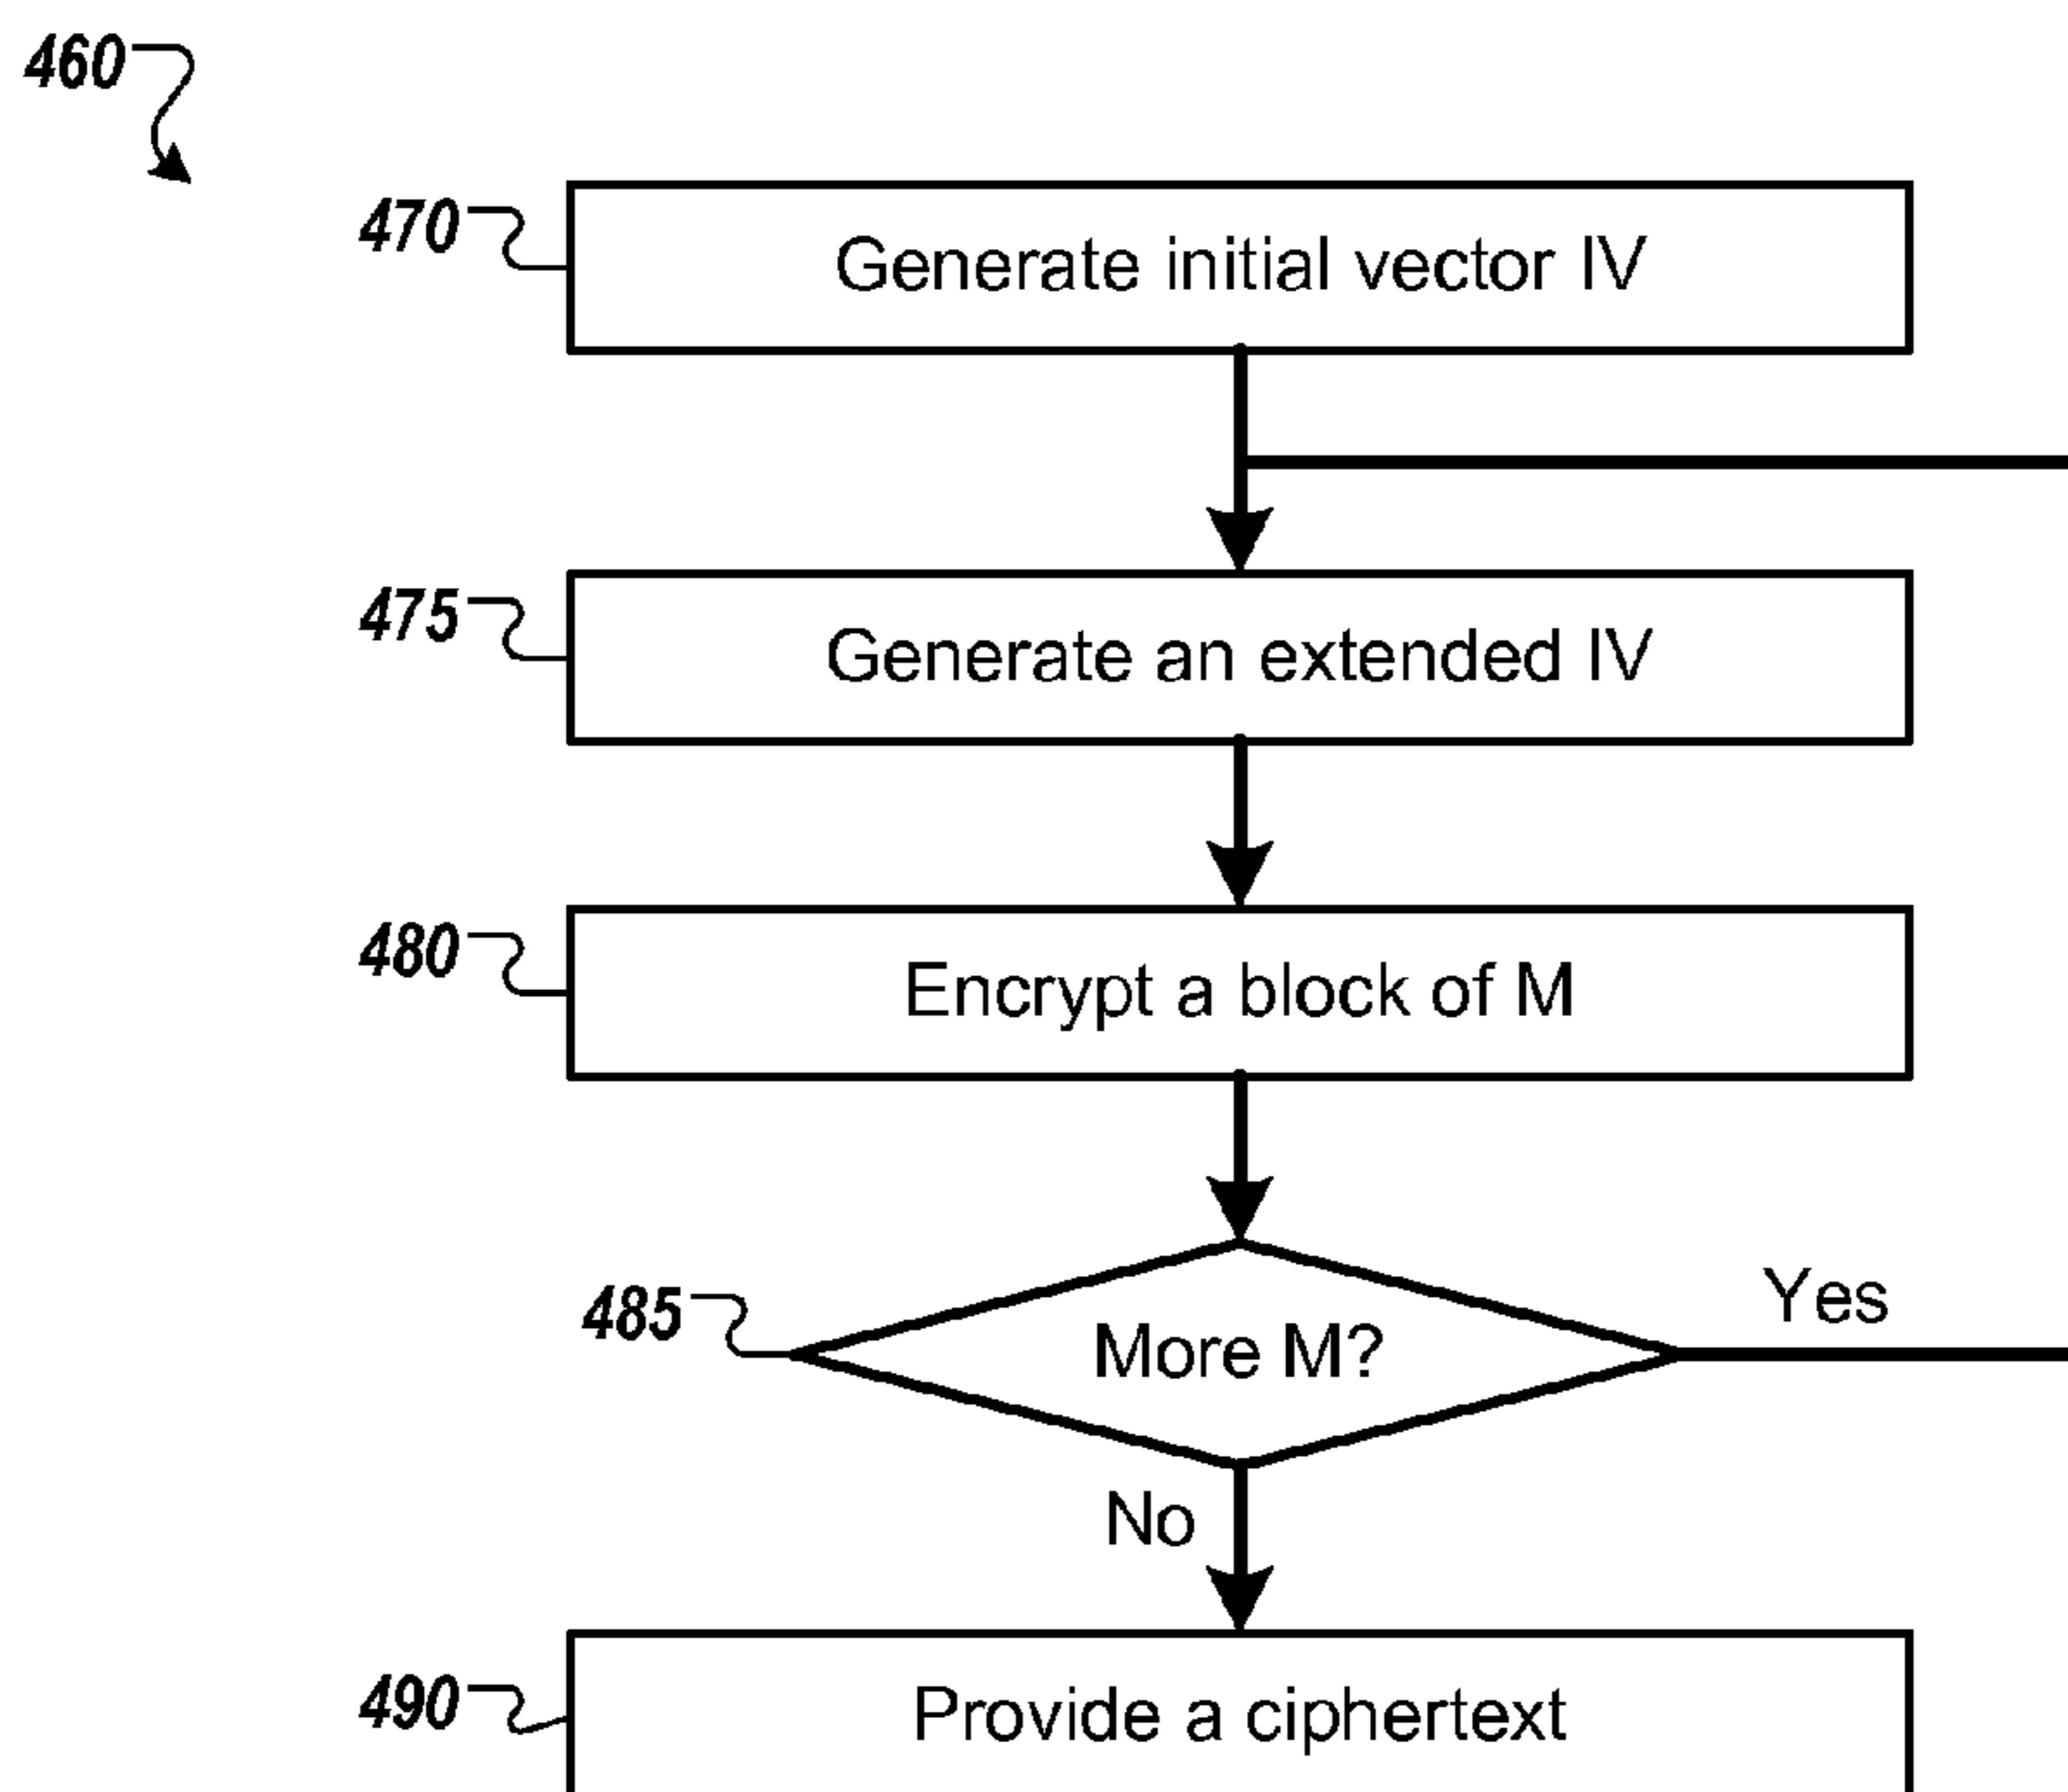 460
470
Generate initial vector IV
475
Generate an extended IV
480
Encrypt a block of M
485
More M?
Yes
No
490
Provide a ciphertext